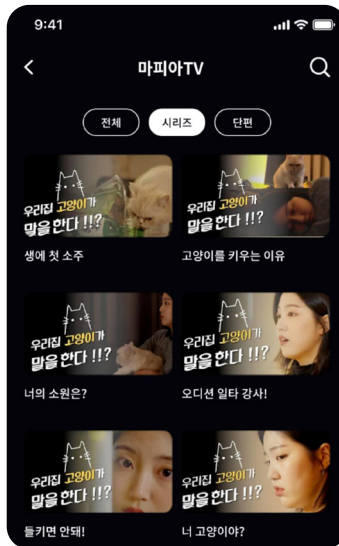 9:41
마피아TV
전체 시리즈 단편
우리집 고양이가
말을 한다 !!?
생에 첫 소주
우리집 고양이가
말을 한다 !!?
고양이를 키우는 이유
우리집 고양이가
말을 한다 !!?
너의 소원은?
우리집 고양이가
말을 한다 !!?
오디션 일타 강사!
우리집 고양이가
말을 한다 !!?
들키면 안돼!
우리집 고양이가
말을 한다 !!?
너 고양이야?